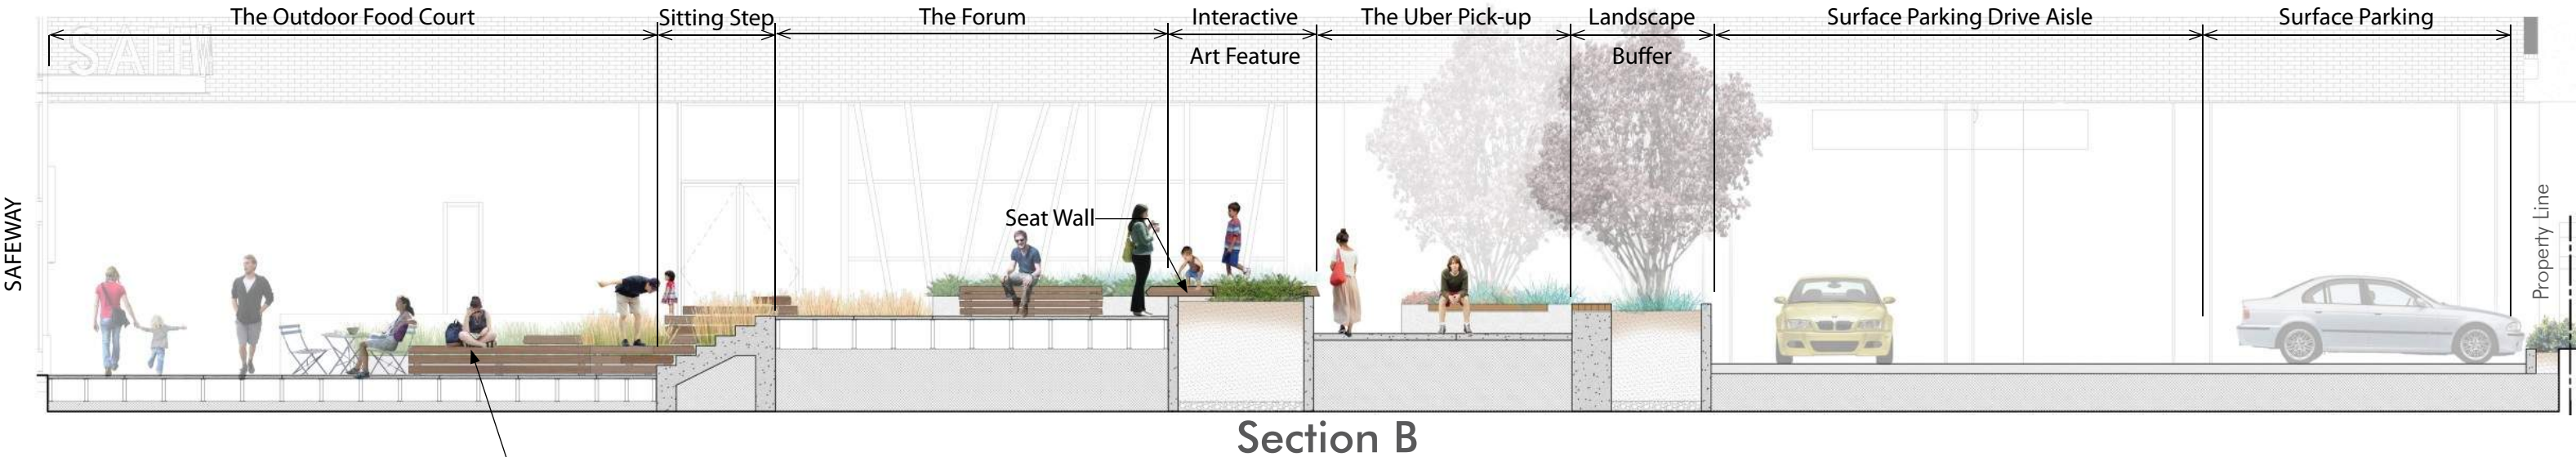 The Outdoor Food Court
Sitting Step
The Forum
Interactive
Art Feature
The Uber Pick-up
Landscape
Buffer
Surface Parking Drive Aisle
Surface Parking
SAFEWAY
Seat Wall
Property Line
Section B